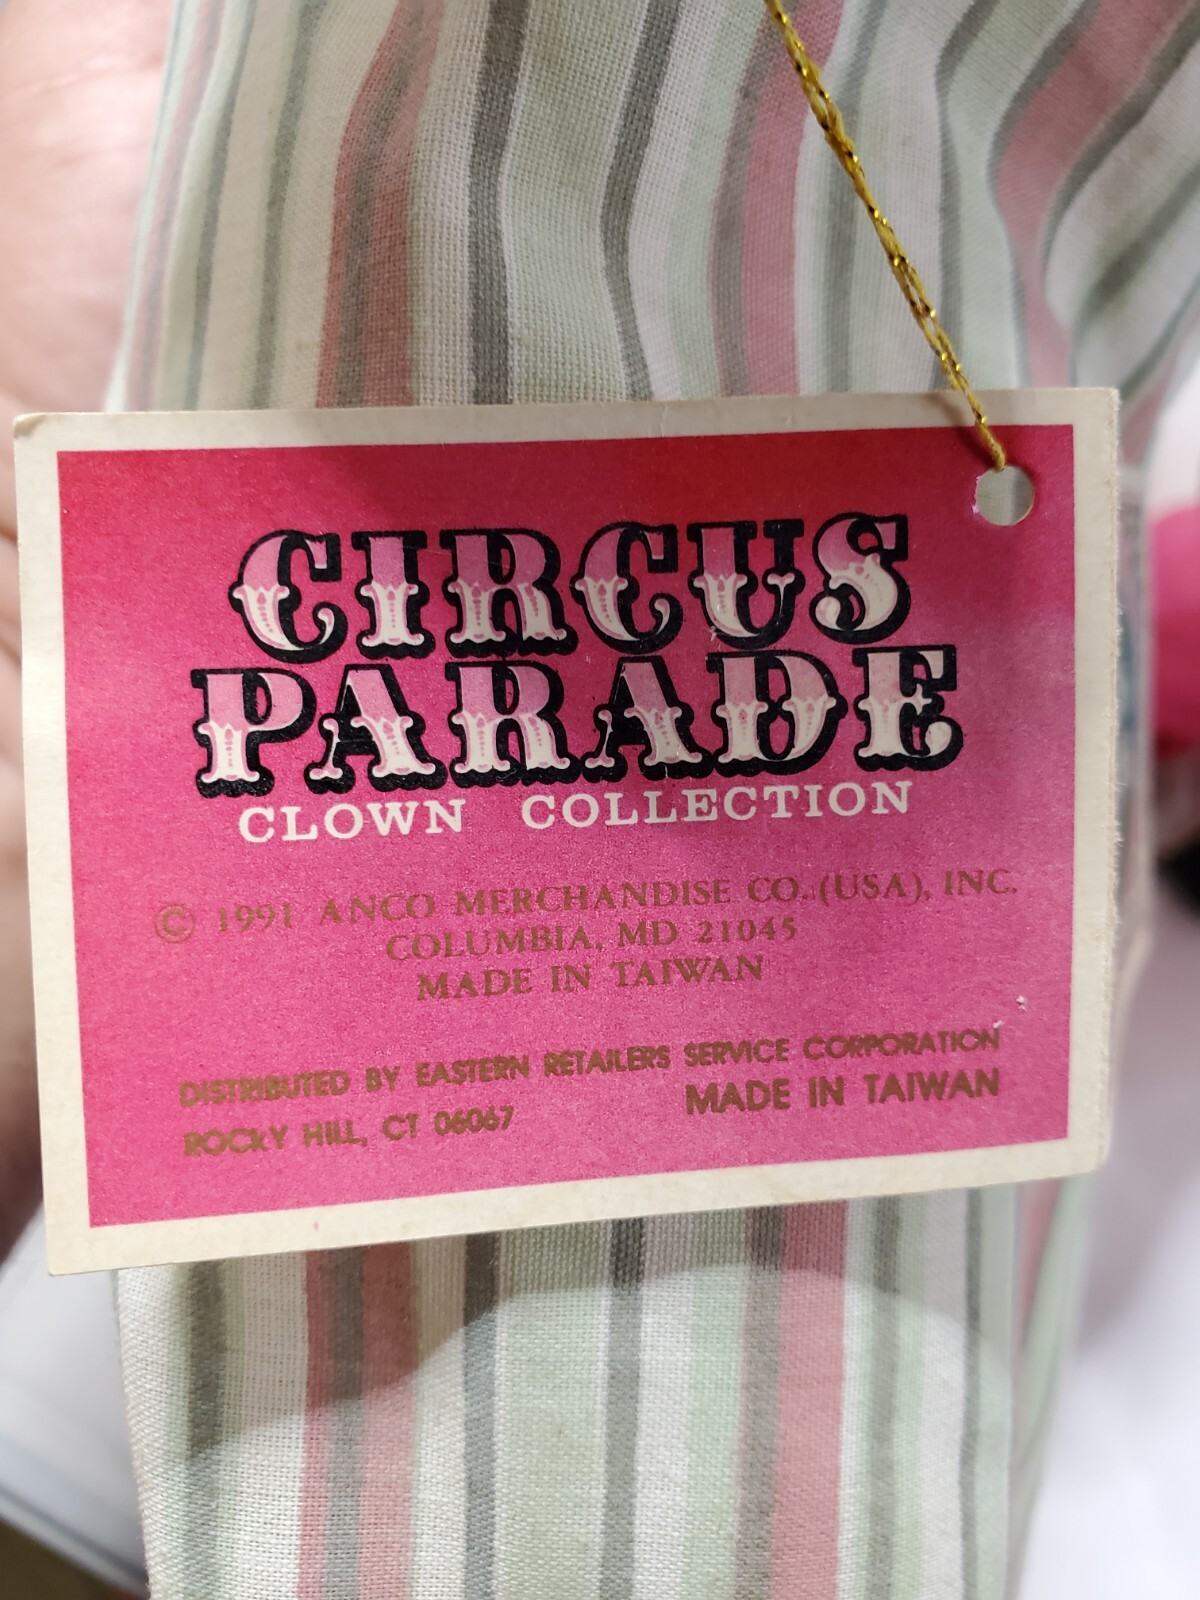 CIRCUS
PARADE
CLOWN COLLECTION
© 1991 ANCO MERCHANDISE CO. (USA), INC.
COLUMBIA, MD 21045
MADE IN TAIWAN
DISTRIBUTED BY EASTERN RETAILERS SERVICE CORPORATION
ROCKY HILL, CT 06067 MADE IN TAIWAN